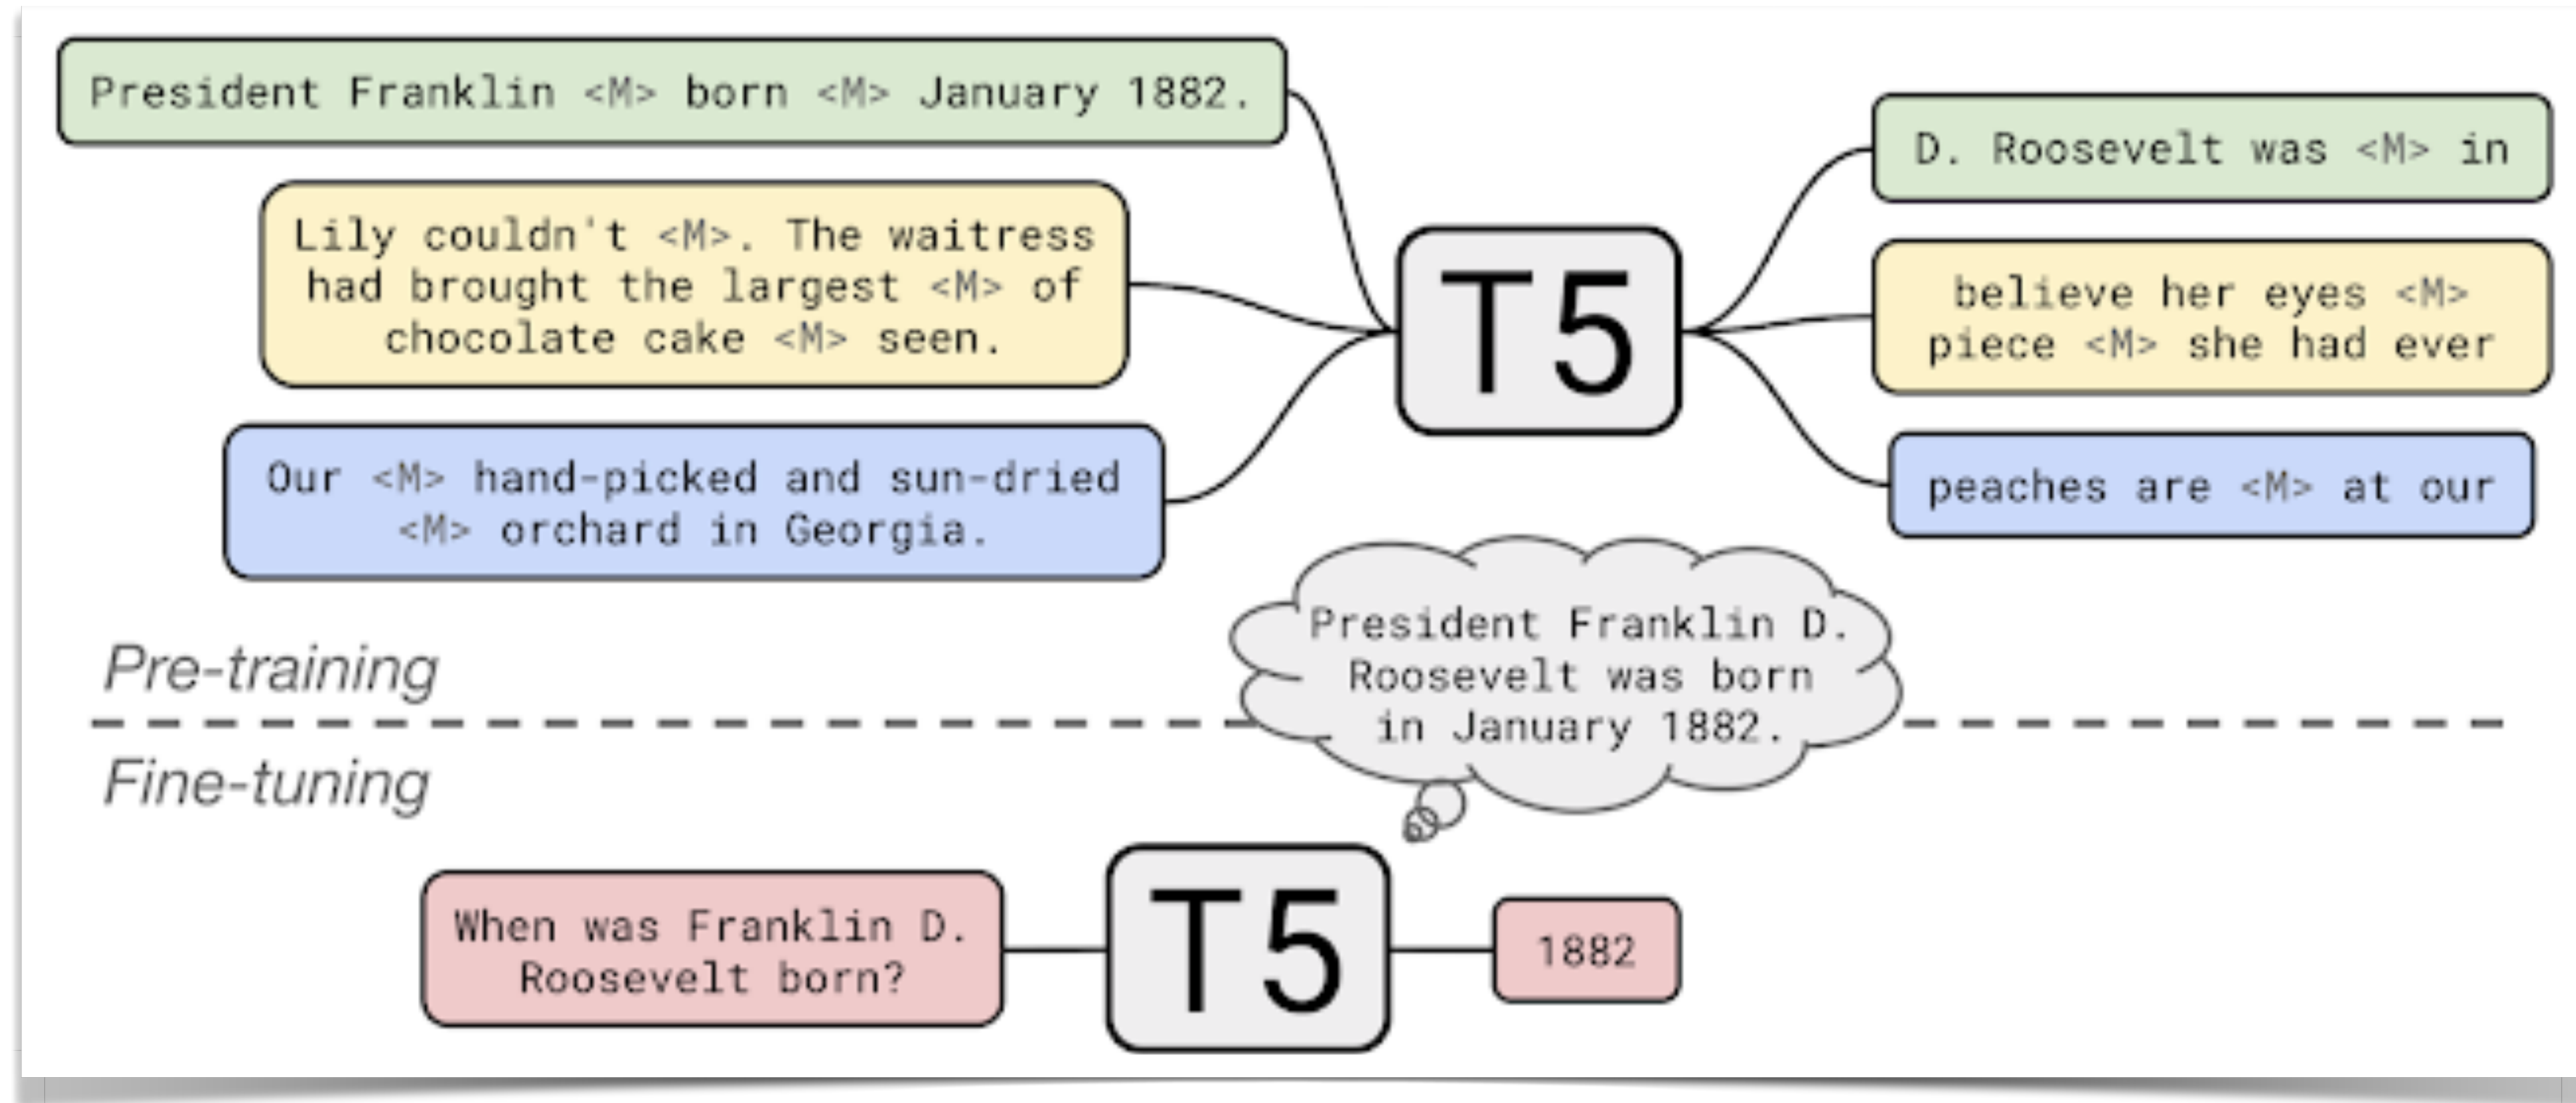 President Franklin <M> born <M> January 1882.
Lily couldn't <M>. The waitress
had brought the largest <M> of
chocolate cake <M> seen.
Our <M> hand-picked and sun-dried
<M> orchard in Georgia.
T5
D. Roosevelt was <M> in
believe her eyes <M>
piece <M> she had ever
peaches are <M> at our
President Franklin D.
Roosevelt was born
in January 1882.
Pre-training
Fine-tuning
When was Franklin D.
Roosevelt born?
T5
1882